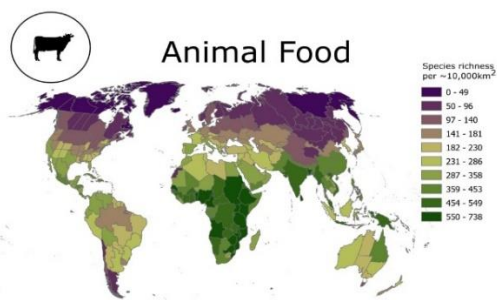 Animal Food
Species richness
per ~10,000km²
0 - 49
50 - 96
97 - 140
141 - 181
182 - 230
231 - 286
287 - 358
359 - 453
454 - 549
550 - 738